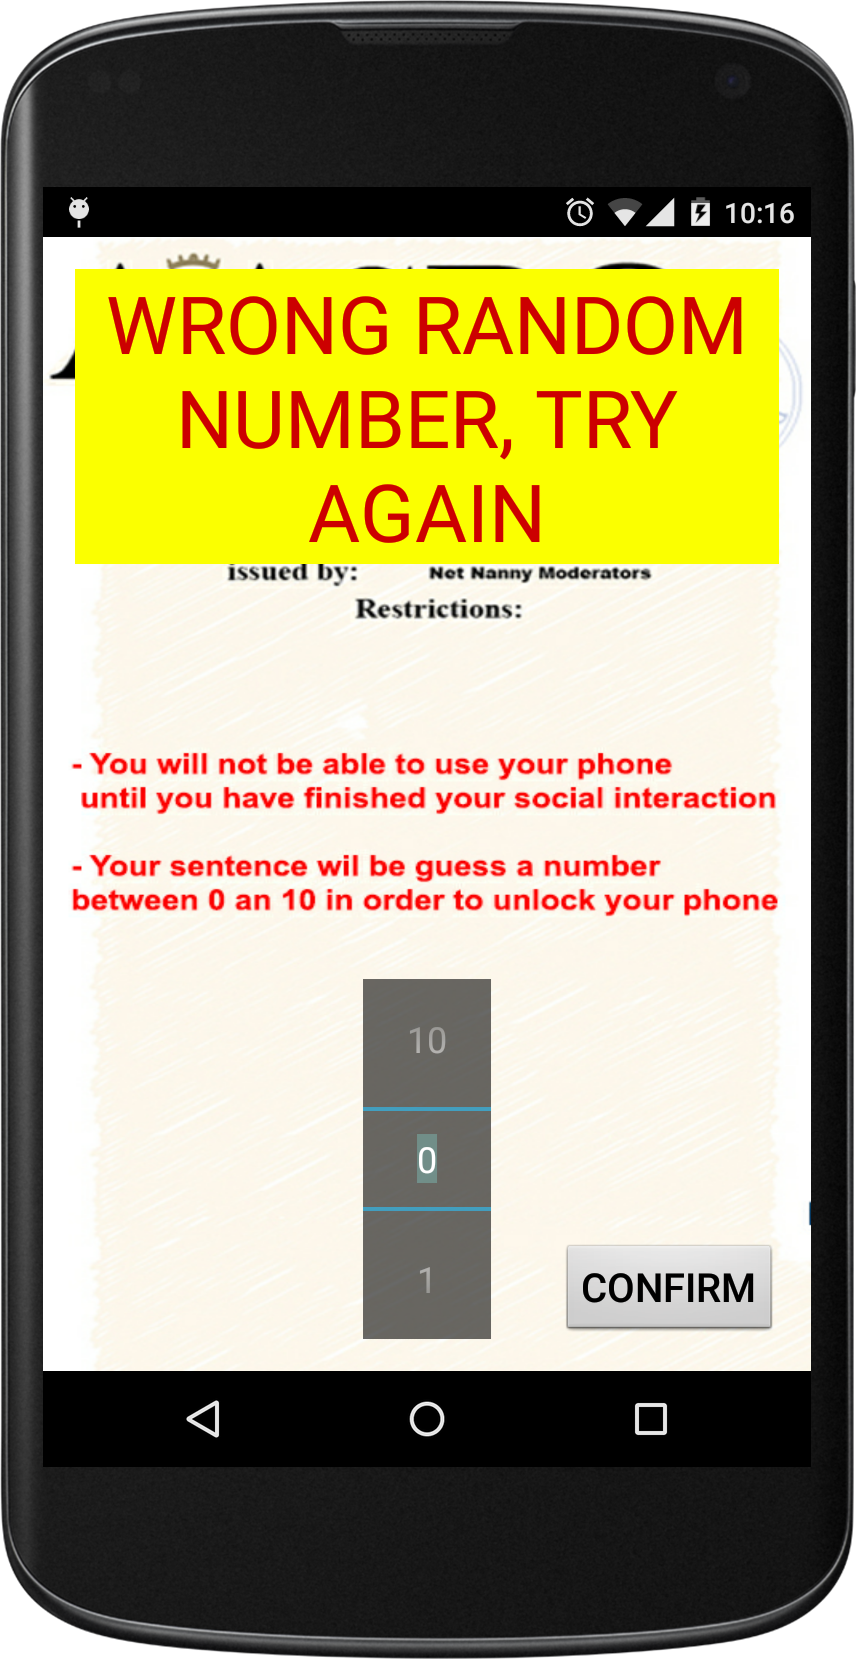 10:16
WRONG RANDOM
NUMBER, TRY
AGAIN
issued by: Net Nanny Moderators
Restrictions:
- You will not be able to use your phone
until you have finished your social interaction
- Your sentence wil be guess a number
between 0 an 10 in order to unlock your phone
10
0
1
CONFIRM